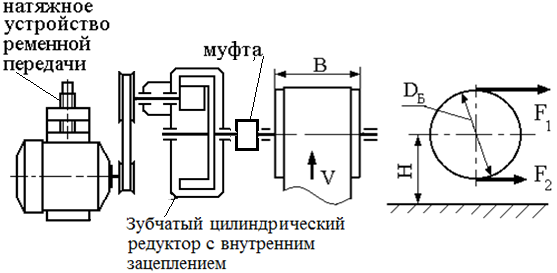 натяжное
устройство
ременной
передачи
муфта
B
V
Зубчатый цилиндрический
редуктор с внутренним
зацеплением
DБ
F1
F2
H